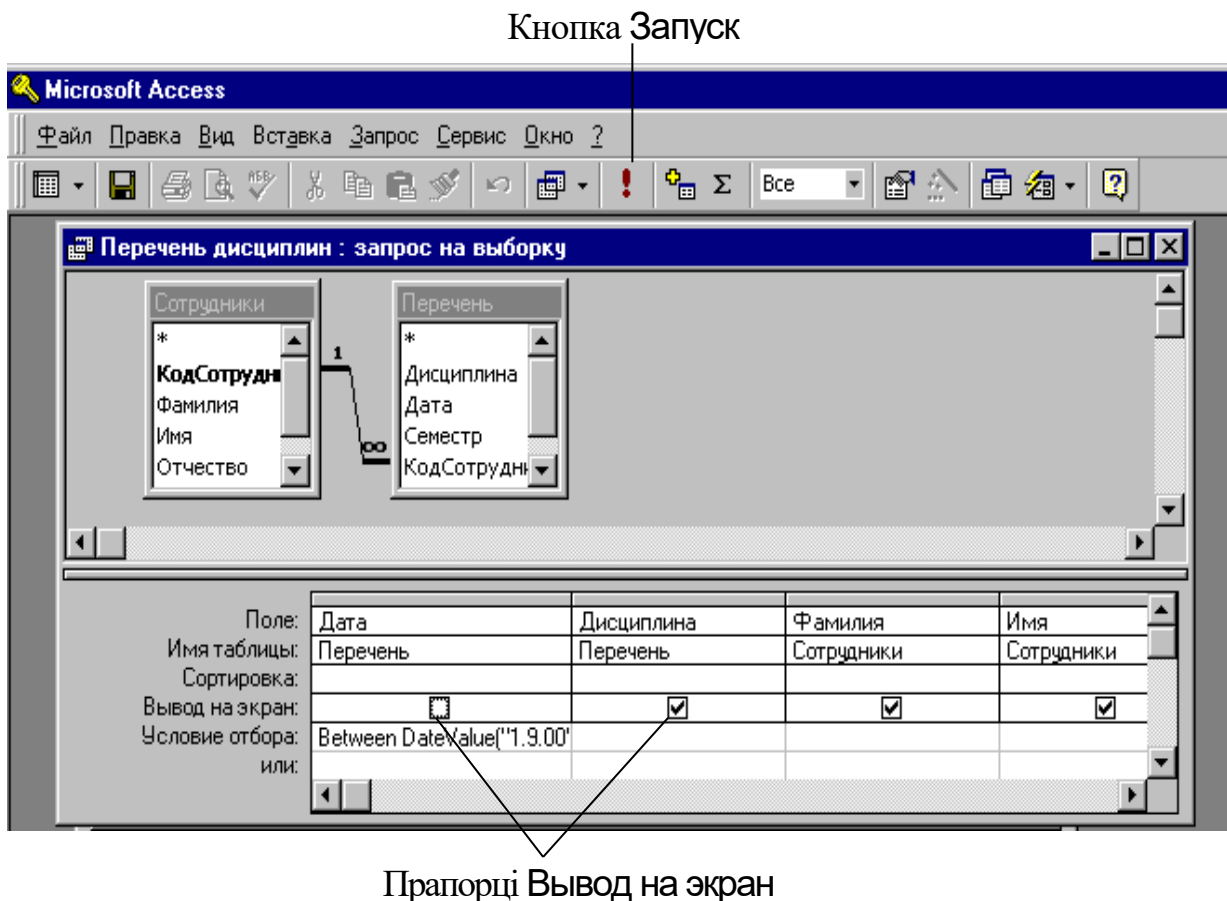 Кнопка Запуск
Microsoft Access
Файл Правка Вид Вставка Запрос Сервис Окно ?
Все
Перечень дисциплин : запрос на выборку
Сотрудники
*
КодСотрудн
Фамилия
Имя
Отчество
1
∞
Перечень
*
Дисциплина
Дата
Семестр
КодСотрудн
Поле: Дата Дисциплина Фамилия Имя
Имя таблицы: Перечень Перечень Сотрудники Сотрудники
Сортировка:
Вывод на экран:
Условие отбора: Between DateValue("1.9.00"
или:
Прапорці Вывод на экран